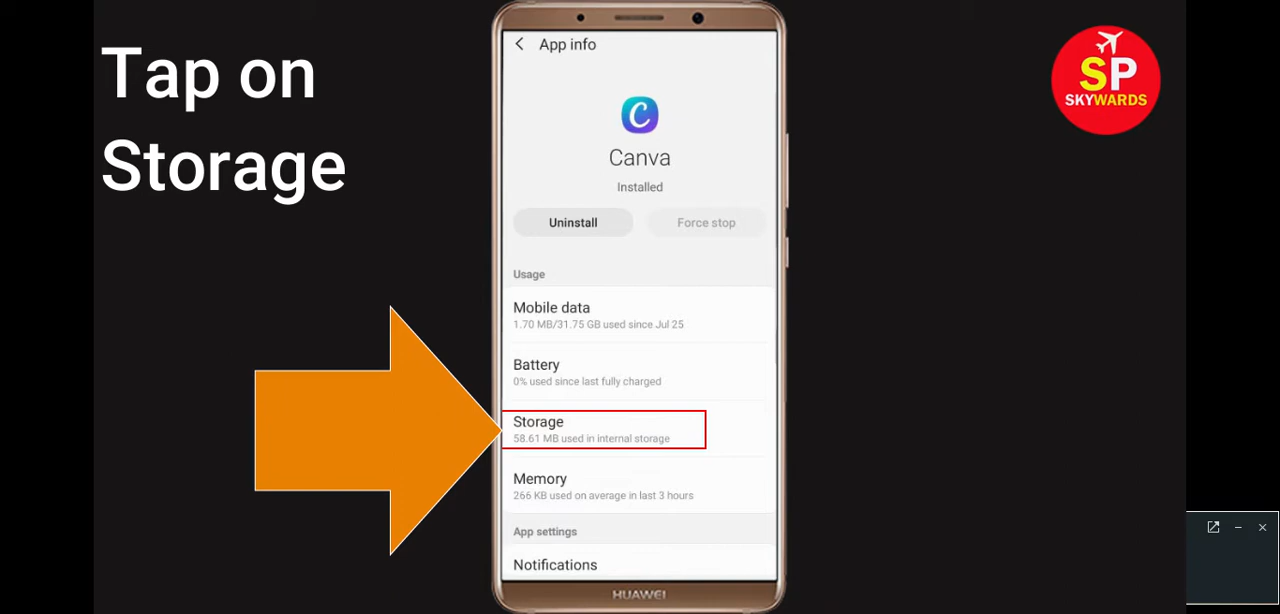 Tap on
Storage
App info
SP
SKYWARDS
C
Canva
Installed
Uninstall
Force stop
Usage
Mobile data
1.70 MB/31.75 GB used since Jul 25
Battery
0% used since last fully charged
Storage
58.61 MB used in internal storage
Memory
266 KB used on average in last 3 hours
App settings
Notifications
HUAWEI